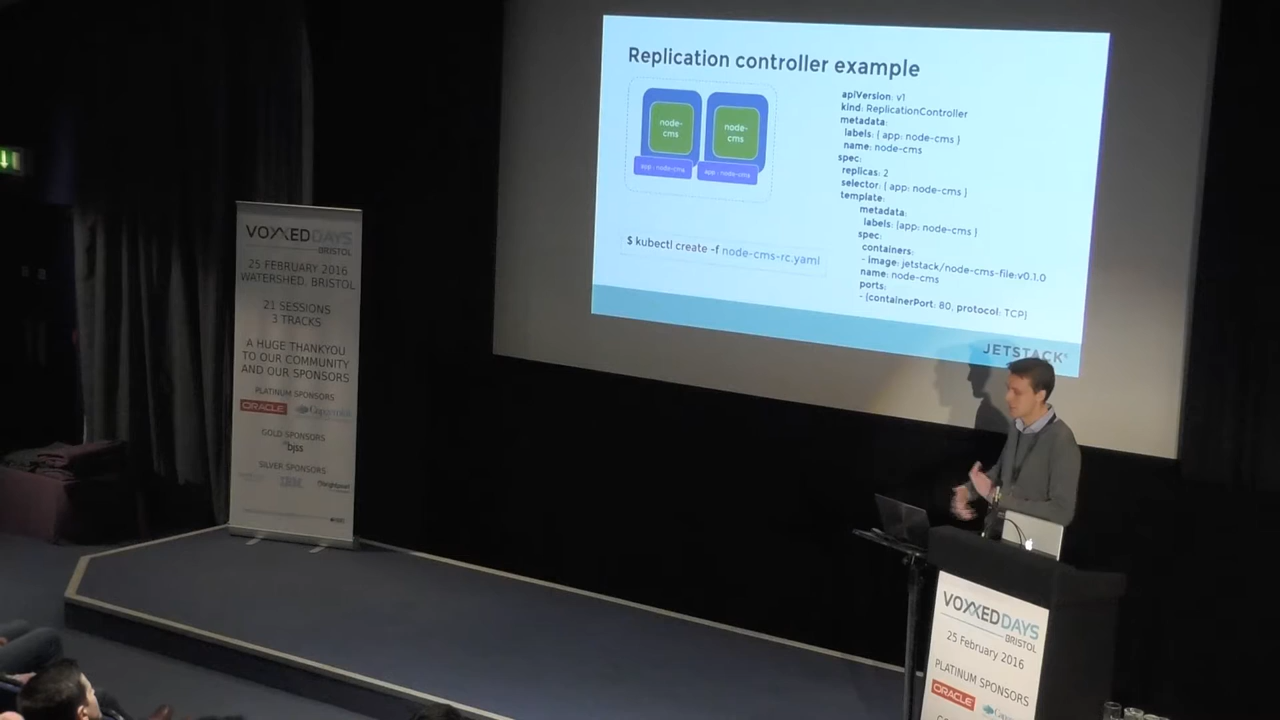 Replication controller example
node-
cms
node-
cms
app : node-cms
app : node-cms
$ kubectl create -f node-cms-rc.yaml
apiVersion: v1
kind: ReplicationController
metadata:
labels: { app: node-cms }
name: node-cms
spec:
replicas: 2
selector: { app: node-cms }
template:
metadata:
labels: {app: node-cms }
spec:
containers:
- image: jetstack/node-cms-file:v0.1.0
name: node-cms
ports:
- {containerPort: 80, protocol: TCP}
JETSTACK
VOXXEDDAYS
BRISTOL
25 FEBRUARY 2016
WATERSHED, BRISTOL
21 SESSIONS
3 TRACKS
A HUGE THANKYOU
TO OUR COMMUNITY
AND OUR SPONSORS
PLATINUM SPONSORS
ORACLE
GOLD SPONSORS
bjss
SILVER SPONSORS
IBM
VOXXEDDAYS
BRISTOL
25 February 2016
PLATINUM SPONSORS
ORACLE